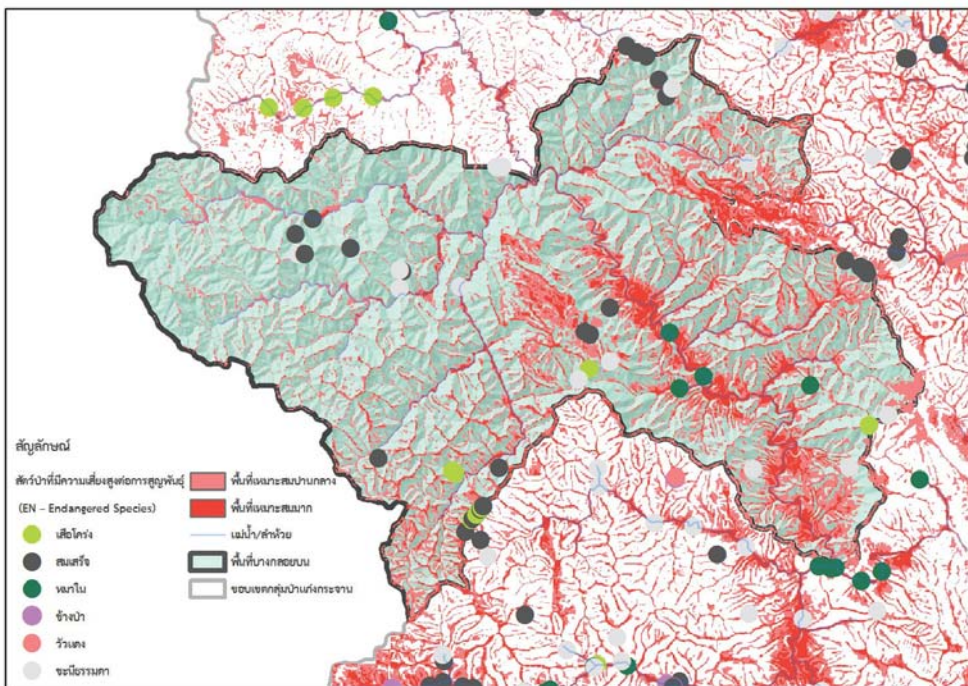 สัญลักษณ์
สัตว์ป่าที่มีความเสี่ยงสูงต่อการสูญพันธุ์
(EN – Endangered Species)
เสือโคร่ง
สมเสร็จ
หมาใน
ช้างป่า
วัวแดง
ชะนีธรรมดา
พื้นที่เหมาะสมปานกลาง
พื้นที่เหมาะสมมาก
แม่น้ำ/ลำห้วย
พื้นที่บางกลอยบน
ขอบเขตกลุ่มป่าแก่งกระจาน